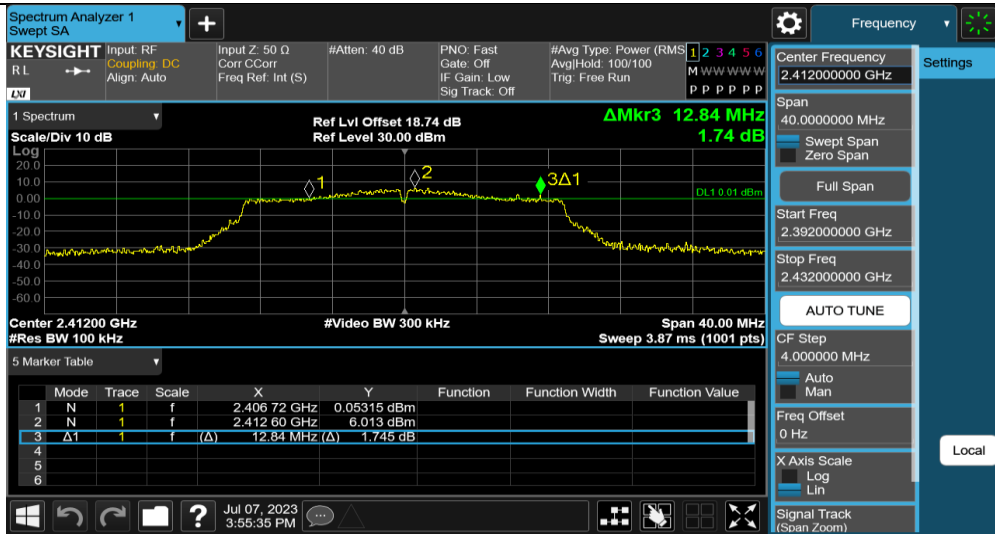 Spectrum Analyzer 1
Swept SA
Frequency
KEYSIGHT
R L
LXI
Input: RF
Coupling: DC
Align: Auto
Input Z: 50 Ω
Corr CCorr
Freq Ref: Int (S)
#Atten: 40 dB
PNO: Fast
Gate: Off
IF Gain: Low
Sig Track: Off
#Avg Type: Power (RMS
Avg|Hold: 100/100
Trig: Free Run
1 2 3 4 5 6
M W W W W W
P P P P P P
1 Spectrum
Scale/Div 10 dB
Ref Lvl Offset 18.74 dB
Ref Level 30.00 dBm
ΔMkr3 12.84 MHz
1.74 dB
Log
20.0
10.0
0.00
-10.0
-20.0
-30.0
-40.0
-50.0
-60.0
1
2
3Δ1
DL1 0.01 dBm
Center 2.41200 GHz
#Res BW 100 kHz
#Video BW 300 kHz
Span 40.00 MHz
Sweep 3.87 ms (1001 pts)
5 Marker Table
Mode Trace Scale X Y Function Function Width Function Value
1 N 1 f 2.406 72 GHz 0.05315 dBm
2 N 1 f 2.412 60 GHz 6.013 dBm
3 Δ1 1 f (Δ) 12.84 MHz (Δ) 1.745 dB
4
5
6
Jul 07, 2023
3:55:35 PM
Center Frequency
2.412000000 GHz
Settings
Span
40.0000000 MHz
Swept Span
Zero Span
Full Span
Start Freq
2.392000000 GHz
Stop Freq
2.432000000 GHz
AUTO TUNE
CF Step
4.000000 MHz
Auto
Man
Freq Offset
0 Hz
Local
X Axis Scale
Log
Lin
Signal Track
(Span Zoom)